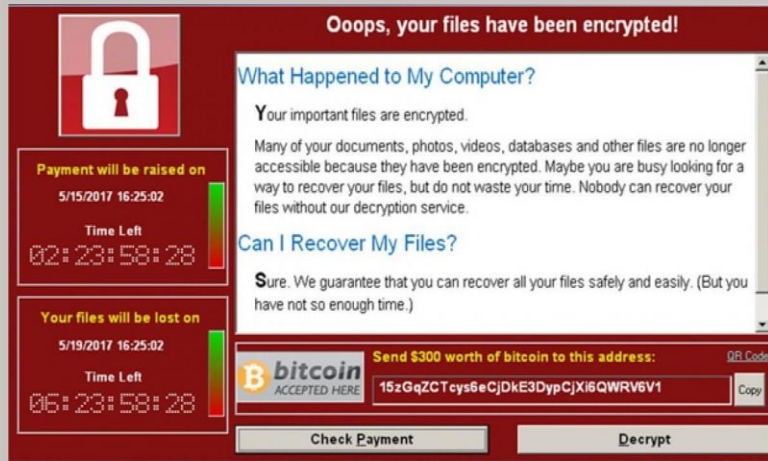 Ooops, your files have been encrypted!
What Happened to My Computer?
Your important files are encrypted.
Many of your documents, photos, videos, databases and other files are no longer
accessible because they have been encrypted. Maybe you are busy looking for a
way to recover your files, but do not waste your time. Nobody can recover your
files without our decryption service.
Can I Recover My Files?
Sure. We guarantee that you can recover all your files safely and easily. (But you
have not so enough time.)
Payment will be raised on
5/15/2017 16:25:02
Time Left
02:23:58:28
Your files will be lost on
5/19/2017 16:25:02
Time Left
06:23:58:28
bitcoin
ACCEPTED HERE
Send $300 worth of bitcoin to this address:
QR Code
15zGqZCTcys6eCjDkE3DypCjXi6QWRV6V1
Copy
Check Payment
Decrypt